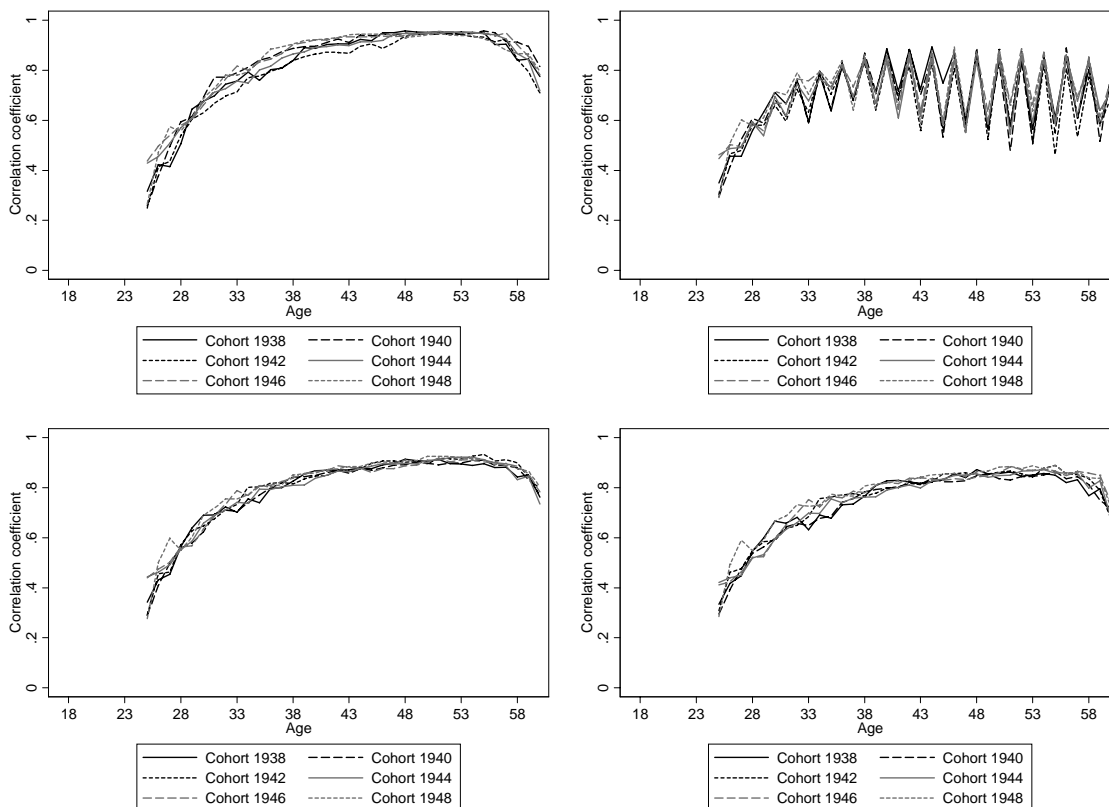 Correlation coefficient
0
.2
.4
.6
.8
1
18 23 28 33 38 43 48 53 58
Age
Cohort 1938 Cohort 1940
Cohort 1942 Cohort 1944
Cohort 1946 Cohort 1948
Correlation coefficient
0
.2
.4
.6
.8
1
18 23 28 33 38 43 48 53 58
Age
Cohort 1938 Cohort 1940
Cohort 1942 Cohort 1944
Cohort 1946 Cohort 1948
Correlation coefficient
0
.2
.4
.6
.8
1
18 23 28 33 38 43 48 53 58
Age
Cohort 1938 Cohort 1940
Cohort 1942 Cohort 1944
Cohort 1946 Cohort 1948
Correlation coefficient
0
.2
.4
.6
.8
1
18 23 28 33 38 43 48 53 58
Age
Cohort 1938 Cohort 1940
Cohort 1942 Cohort 1944
Cohort 1946 Cohort 1948